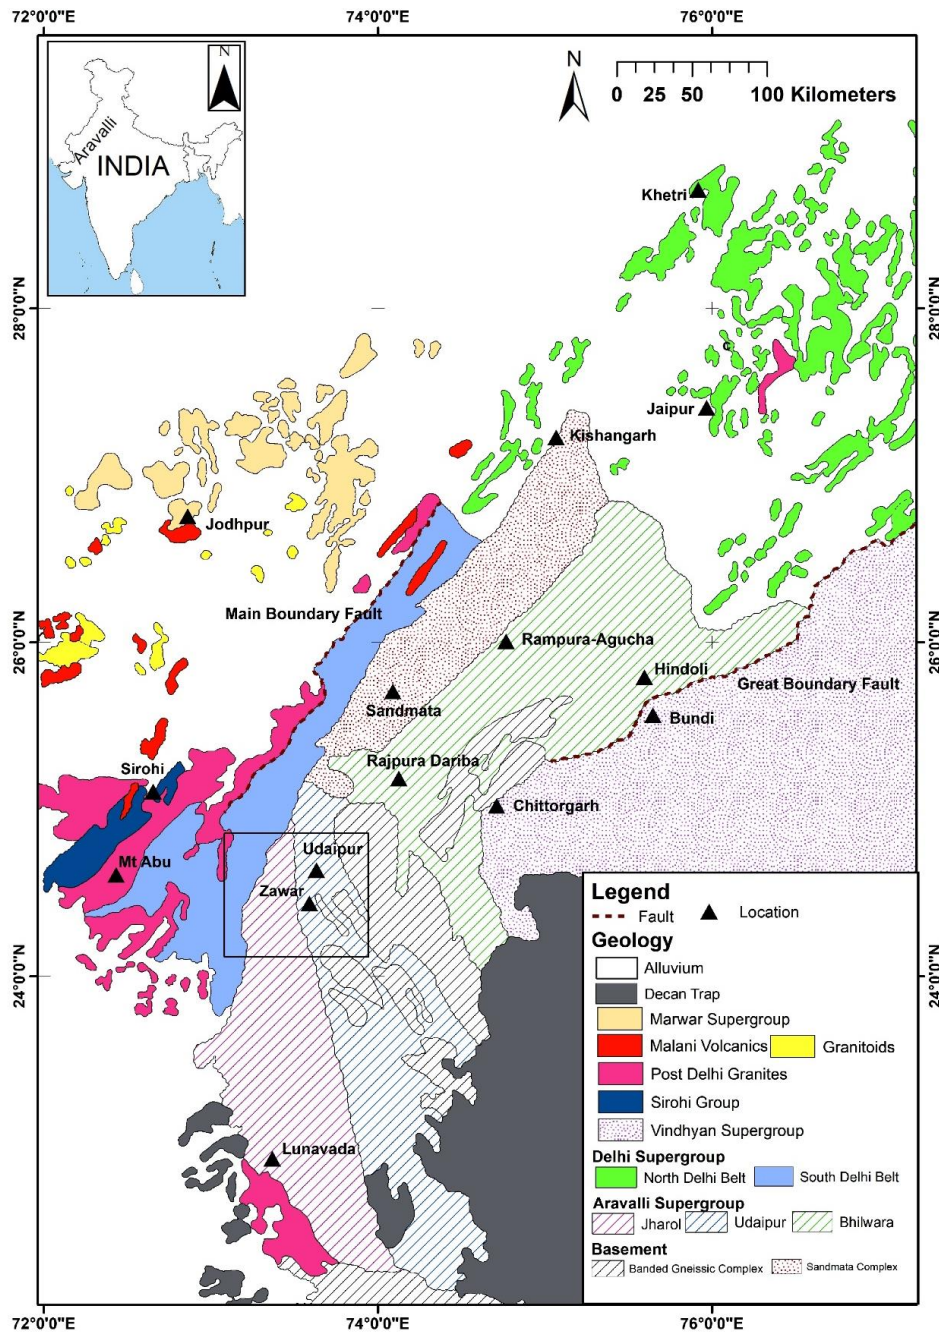 72°0'0"E 74°0'0"E 76°0'0"E
N
Aravalli
INDIA
N
0 25 50 100 Kilometers
Khetri
28°0'0"N 28°0'0"N
G
Jaipur
Kishangarh
Jodhpur
Main Boundary Fault
26°0'0"N 26°0'0"N
Rampura-Agucha
Hindoli
Great Boundary Fault
Sandmata
Bundi
Rajpura Dariba
Sirohi
Chittorgarh
Mt Abu
Udaipur
Zawar
24°0'0"N 24°0'0"N
Lunavada
Legend
Fault Location
Geology
Alluvium
Decan Trap
Marwar Supergroup
Malani Volcanics Granitoids
Post Delhi Granites
Sirohi Group
Vindhyan Supergroup
Delhi Supergroup
North Delhi Belt South Delhi Belt
Aravalli Supergroup
Jharol Udaipur Bhilwara
Basement
Banded Gneissic Complex Sandmata Complex
72°0'0"E 74°0'0"E 76°0'0"E